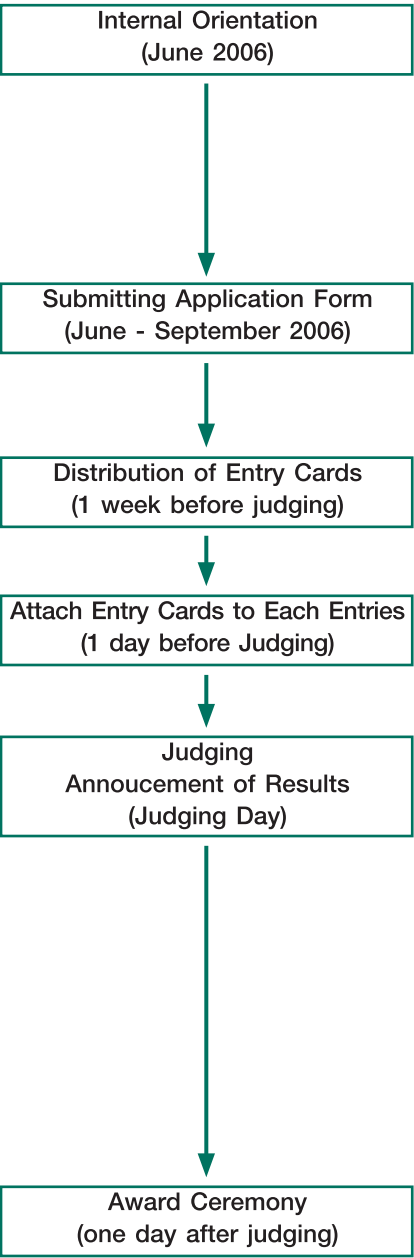 Internal Orientation
(June 2006)
Submitting Application Form
(June - September 2006)
Distribution of Entry Cards
(1 week before judging)
Attach Entry Cards to Each Entries
(1 day before Judging)
Judging
Annoucement of Results
(Judging Day)
Award Ceremony
(one day after judging)